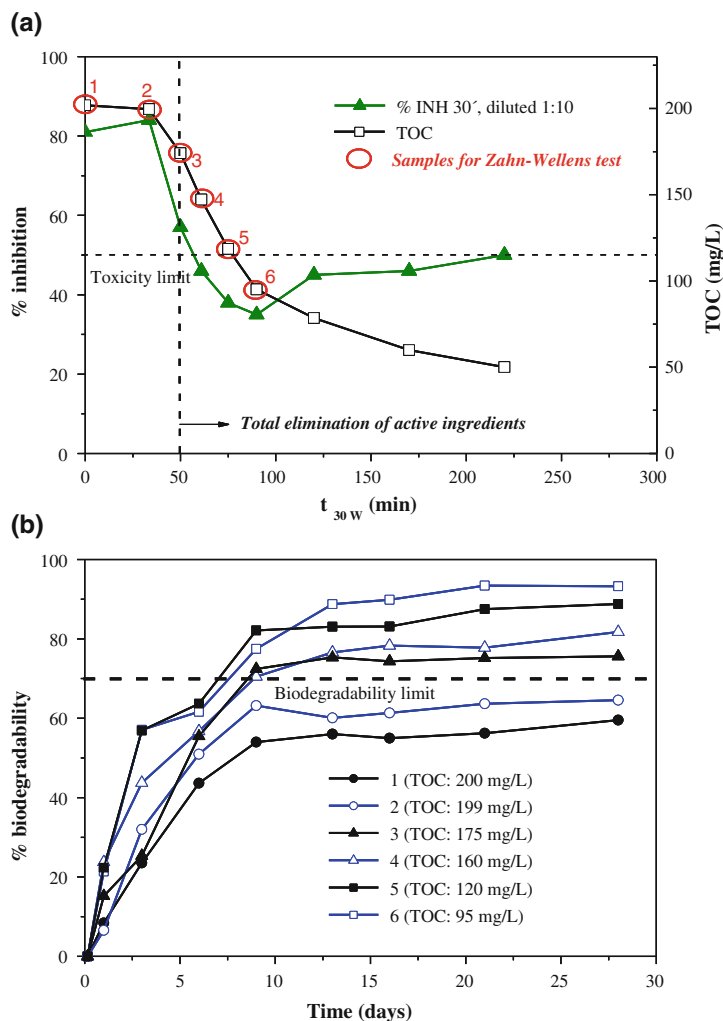 (a)
100
80
60
40
20
0
% inhibition
200
150
100
50
0
TOC (mg/L)
1
2
3
4
5
6
% INH 30´, diluted 1:10
TOC
Samples for Zahn-Wellens test
Toxicity limit
Total elimination of active ingredients
0
50
100
150
200
250
300
t 30 W (min)
(b)
100
80
60
40
20
0
% biodegradability
Biodegradability limit
1 (TOC: 200 mg/L)
2 (TOC: 199 mg/L)
3 (TOC: 175 mg/L)
4 (TOC: 160 mg/L)
5 (TOC: 120 mg/L)
6 (TOC: 95 mg/L)
0
5
10
15
20
25
30
Time (days)